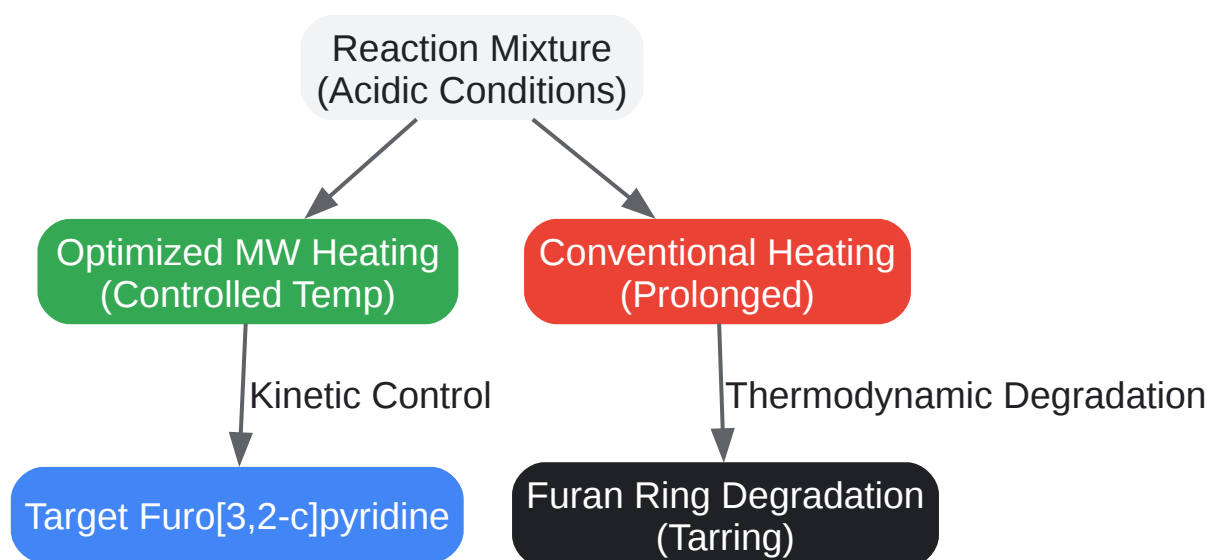 Reaction Mixture
(Acidic Conditions)
Optimized MW Heating
(Controlled Temp)
Conventional Heating
(Prolonged)
Kinetic Control
Thermodynamic Degradation
Target Furo[3,2-c]pyridine
Furan Ring Degradation
(Tarring)